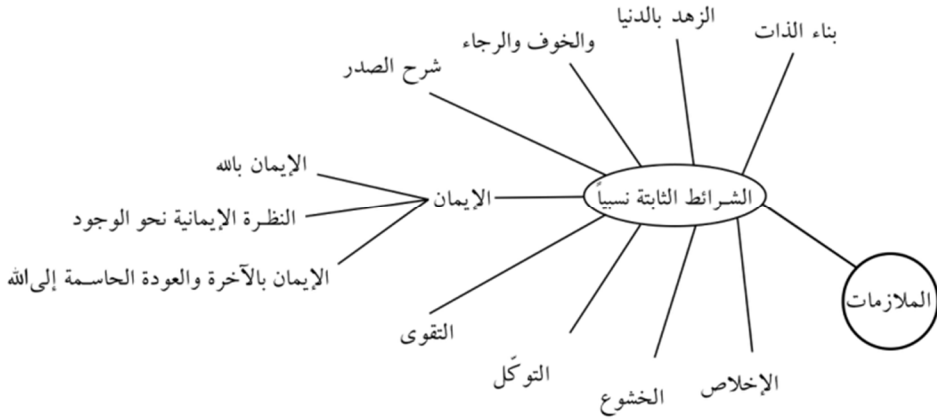 الزهد بالدنيا
بناء الذات
والخوف والرجاء
شرح الصدر
الإيمان بالله
الشرائط الثابتة نسبياً
الإيمان
النظرة الإيمانية نحو الوجود
الإيمان بالآخرة والعودة الحاسمة إلى الله
الملازمات
التقوى
التوكّل
الإخلاص
الخشوع